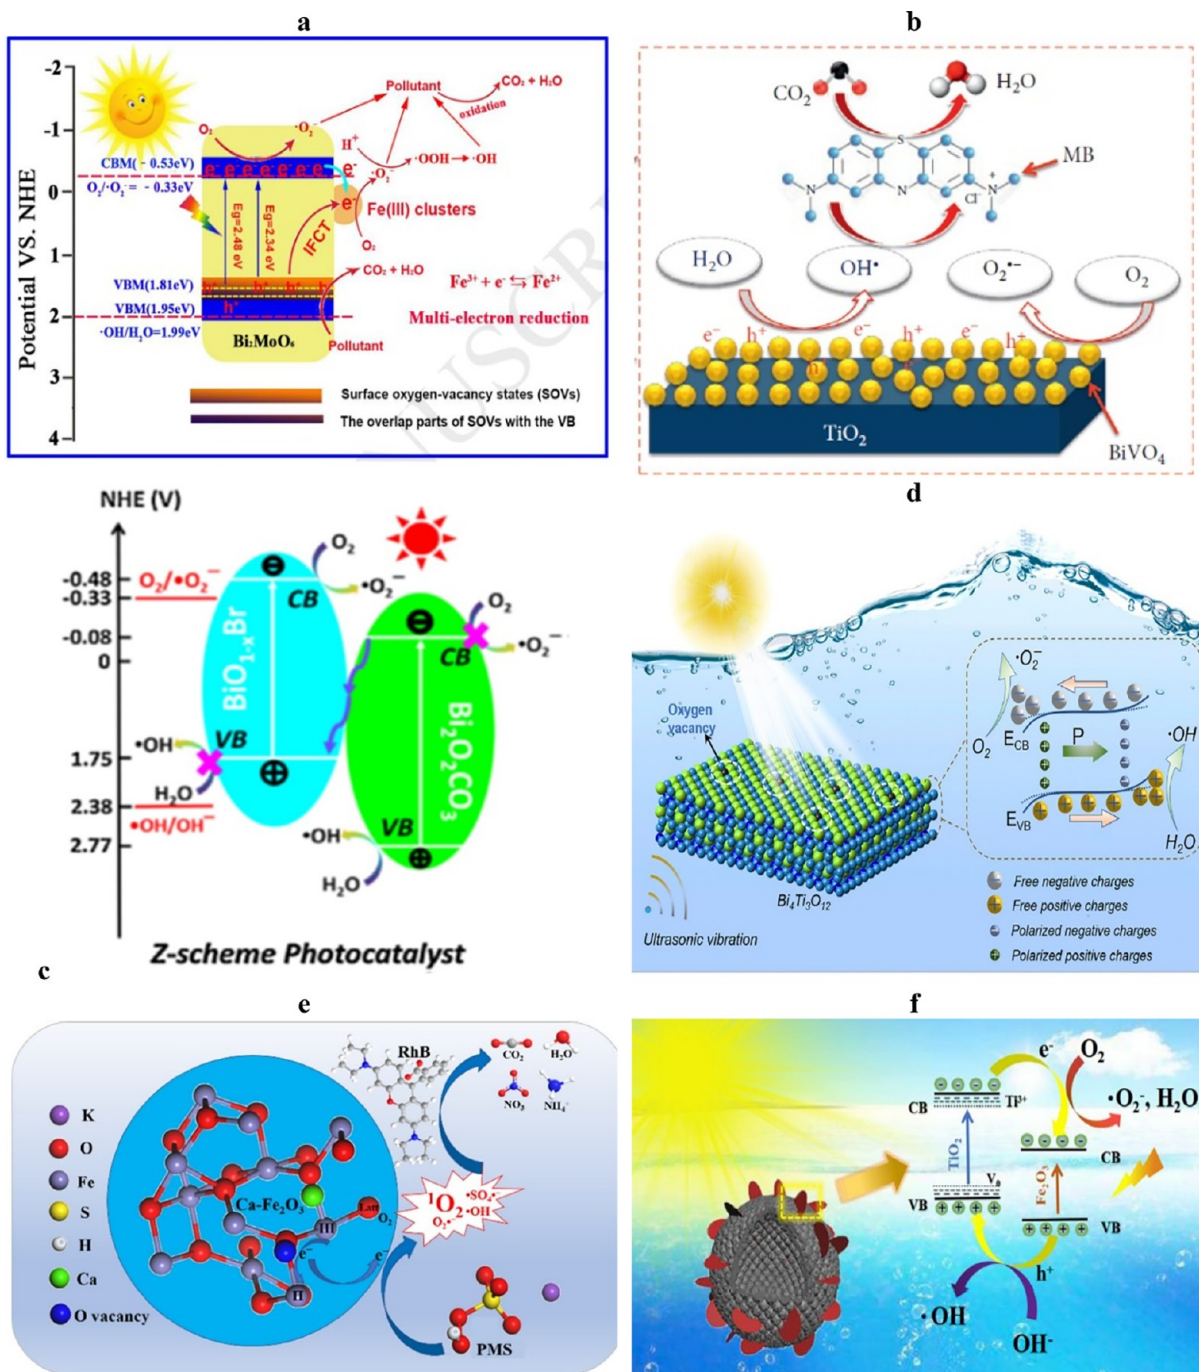 a
-2
-1
0
1
2
3
4
Potential VS. NHE
CBM( - 0.53eV)
O₂/·O₂⁻= - 0.33eV
VBM(1.81eV)
VBM(1.95eV)
·OH/H₂O=1.99eV
O₂
·O₂⁻
e⁻ e⁻ e⁻ e⁻ e⁻ e⁻ e⁻
Eg=2.48 eV
Eg=2.34 eV
IFCT
h⁺ h⁺ h⁺
h⁺
Bi₂MoO₆
H⁺
e⁻
·O₂⁻
e⁻
Fe(III) clusters
O₂
·OOH
·OH
Pollutant
oxidation
CO₂ + H₂O
CO₂ + H₂O
Fe³⁺ + e⁻ ⇆ Fe²⁺
Multi-electron reduction
Pollutant
Surface oxygen-vacancy states (SOVs)
The overlap parts of SOVs with the VB
NUSCRI
b
CO₂
H₂O
S
N
N
N
+
Cl⁻
MB
H₂O
OH•
O₂•−
O₂
e⁻ h⁺ e⁻ h⁺ e⁻ h⁺
h
TiO₂
BiVO₄
NHE (V)
-0.48
-0.33
-0.08
0
1.75
2.38
2.77
O₂/•O₂⁻
•OH/OH⁻
O₂
•O₂⁻
CB
BiO₁₋ₓBr
VB
•OH
H₂O
O₂
•O₂⁻
CB
Bi₂O₂CO₃
VB
•OH
H₂O
Z-scheme Photocatalyst
c
d
Oxygen
vacancy
Bi₄Ti₃O₁₂
Ultrasonic vibration
·O₂⁻
O₂
E_CB
P
E_VB
·OH
H₂O
Free negative charges
Free positive charges
Polarized negative charges
Polarized positive charges
e
K
O
Fe
S
H
Ca
O vacancy
Ca-Fe₂O₃
Latt
O₂
III
e⁻
II
e⁻
RhB
CO₂
H₂O
NO₃
NH₄⁺
¹O₂ ·SO₄·
O₂· ·OH
PMS
f
e⁻
O₂
·O₂⁻, H₂O
CB
Ti³⁺
TiO₂
VB
CB
Fe₂O₃
VB
h⁺
·OH
OH⁻